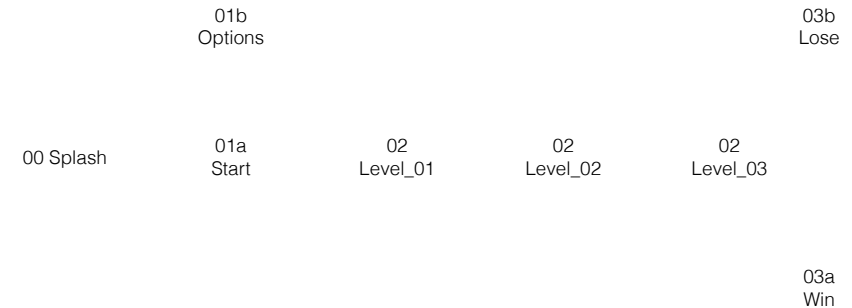 01b
Options
03b
Lose
00 Splash
01a
Start
02
Level_01
02
Level_02
02
Level_03
03a
Win